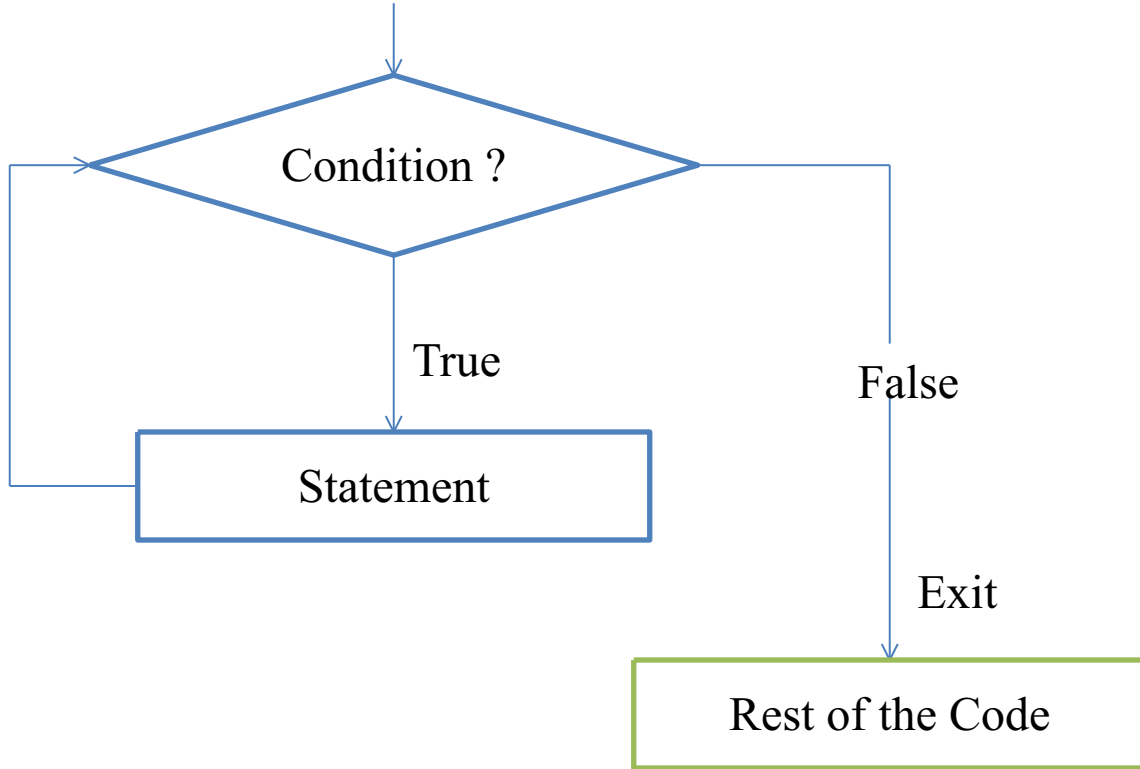 Condition ?
True
False
Statement
Exit
Rest of the Code